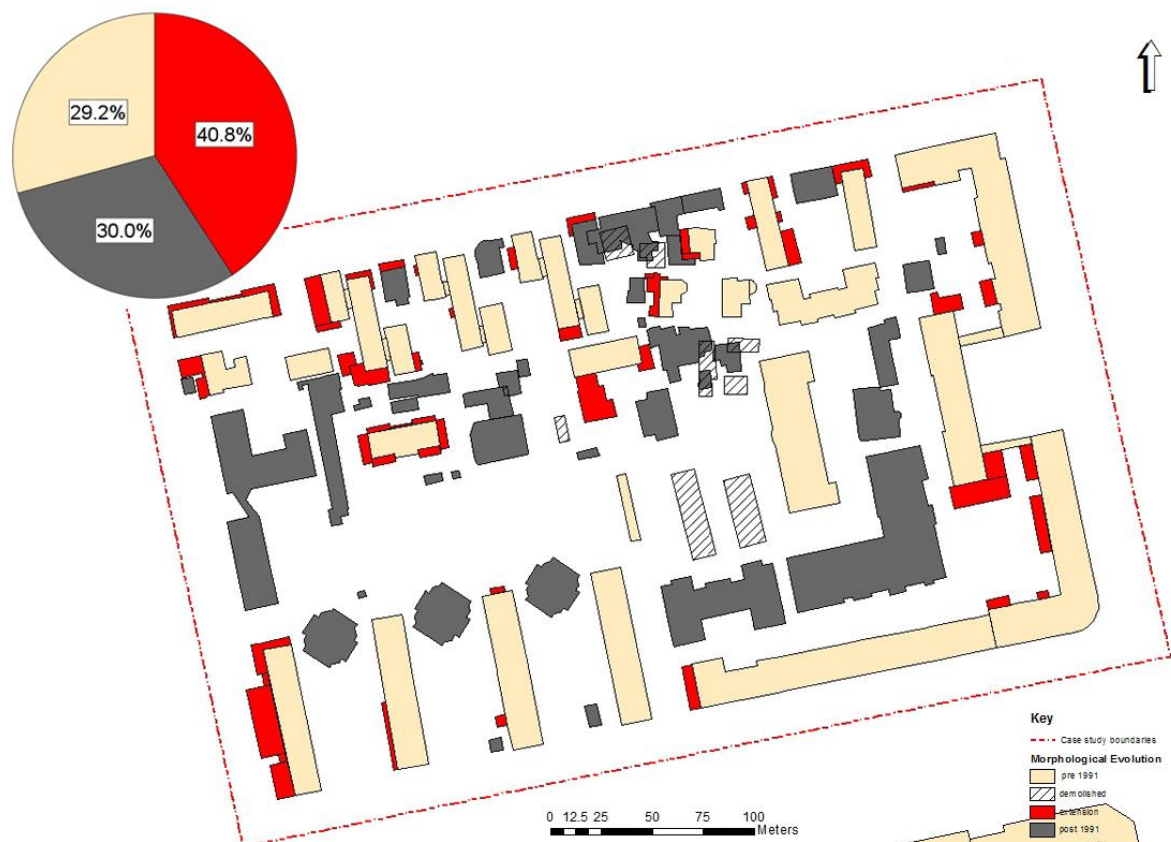 29.2%
40.8%
30.0%
0 12.5 25 50 75 100
Meters
Key
Case study boundaries
Morphological Evolution
pre 1991
demolished
extension
post 1991